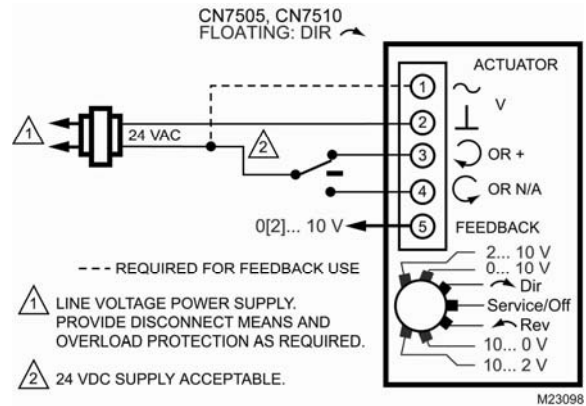 CN7505, CN7510
FLOATING: DIR
ACTUATOR
1
V
2
24 VAC
1
2
3
OR +
4
OR N/A
0[2]... 10 V
5
FEEDBACK
2... 10 V
0... 10 V
Dir
Service/Off
Rev
10... 0 V
10... 2 V
--- REQUIRED FOR FEEDBACK USE
1 LINE VOLTAGE POWER SUPPLY.
PROVIDE DISCONNECT MEANS AND
OVERLOAD PROTECTION AS REQUIRED.
2 24 VDC SUPPLY ACCEPTABLE.
M23098